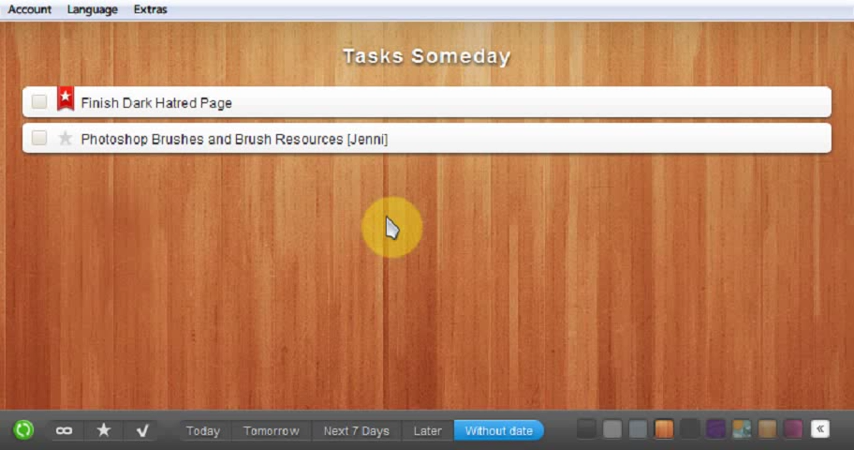 Account Language Extras
Tasks Someday
Finish Dark Hatred Page
Photoshop Brushes and Brush Resources [Jenni]
Today Tomorrow Next 7 Days Later Without date